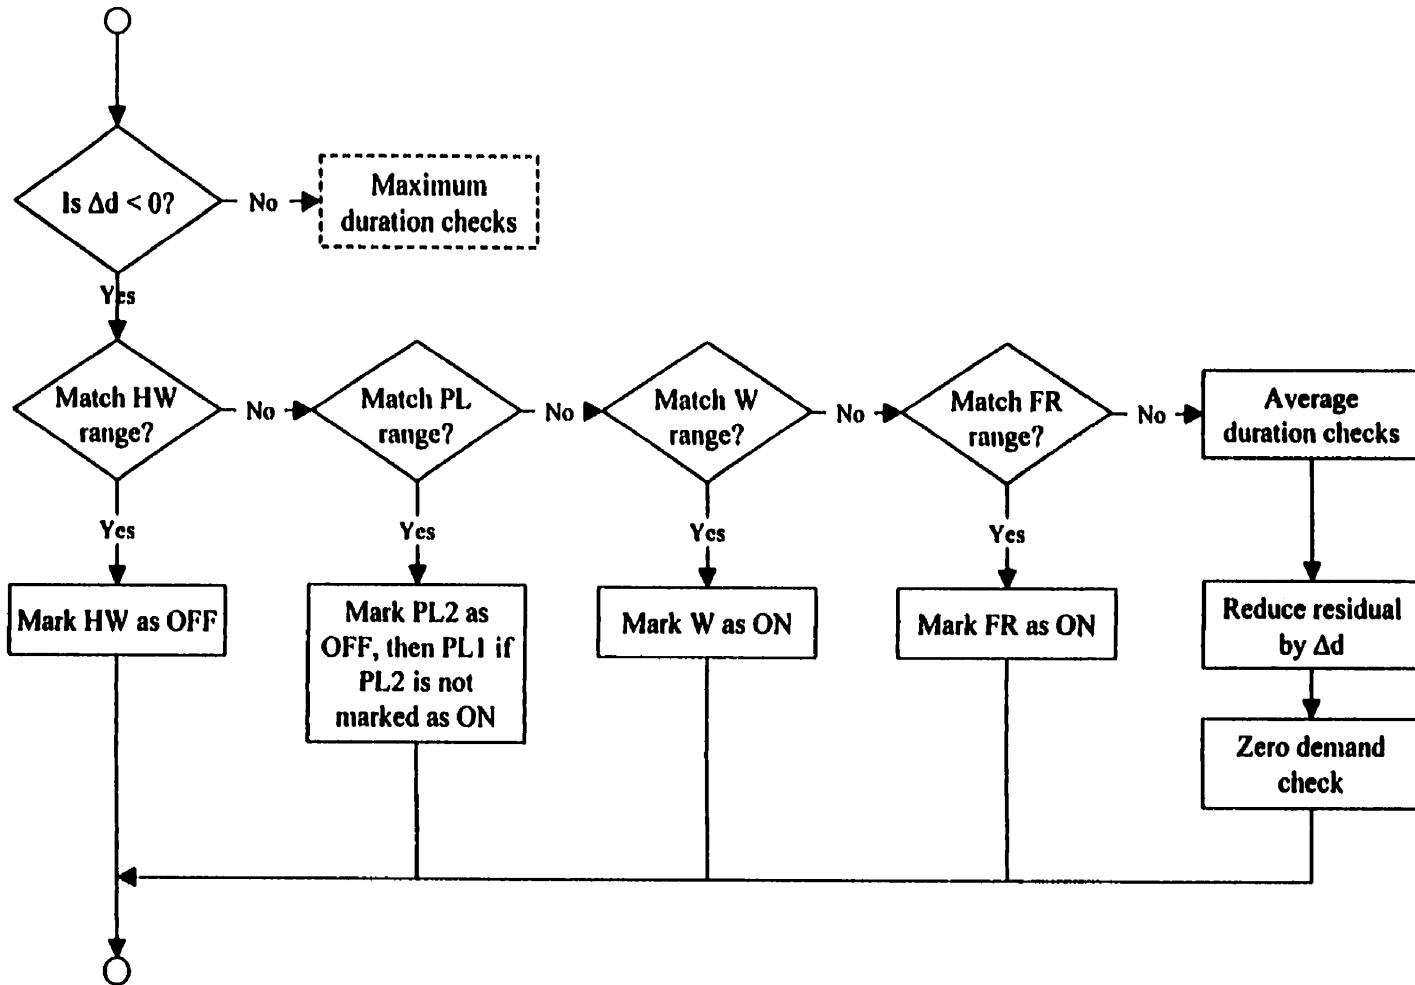 Is Δd < 0?
No
Maximum
duration checks
Yes
Match HW
range?
No
Match PL
range?
No
Match W
range?
No
Match FR
range?
No
Average
duration checks
Yes
Yes
Yes
Yes
Mark HW as OFF
Mark PL2 as
OFF, then PL1 if
PL2 is not
marked as ON
Mark W as ON
Mark FR as ON
Reduce residual
by Δd
Zero demand
check